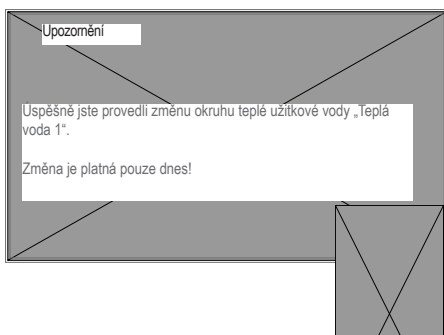 Upozornění
Úspěšně jste provedli změnu okruhu teplé užitkové vody „Teplá
voda 1“.
Změna je platná pouze dnes!